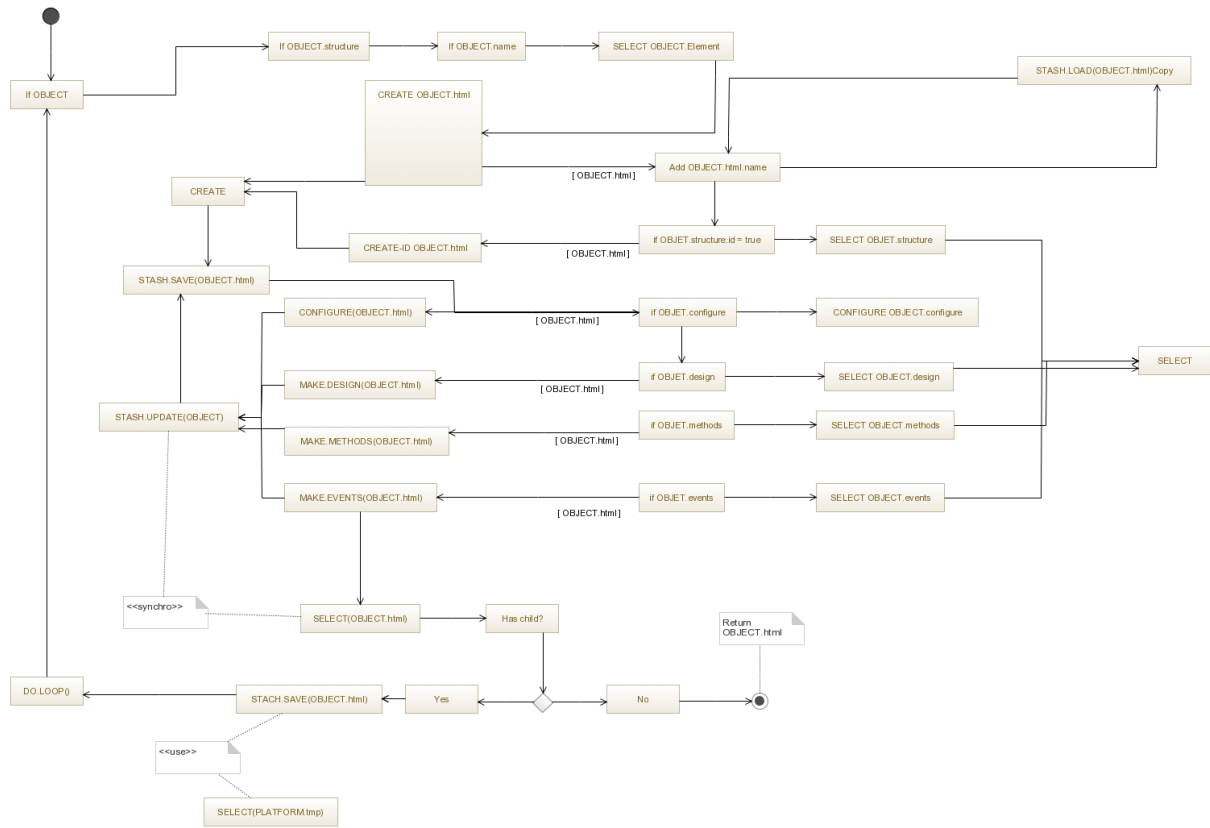 If OBJECT.structure
If OBJECT.name
SELECT OBJECT.Element
STASH.LOAD(OBJECT.html)Copy
If OBJECT
CREATE OBJECT.html
Add OBJECT.html.name
[ OBJECT.html ]
CREATE
CREATE-ID OBJECT.html
[ OBJECT.html ]
if OBJET.structure.id = true
SELECT OBJET.structure
STASH.SAVE(OBJECT.html)
CONFIGURE(OBJECT.html)
[ OBJECT.html ]
if OBJET.configure
CONFIGURE OBJECT.configure
SELECT
MAKE.DESIGN(OBJECT.html)
[ OBJECT.html ]
if OBJET.design
SELECT OBJECT.design
STASH.UPDATE(OBJECT)
MAKE.METHODS(OBJECT.html)
[ OBJECT.html ]
if OBJET.methods
SELECT OBJECT.methods
MAKE.EVENTS(OBJECT.html)
[ OBJECT.html ]
if OBJET.events
SELECT OBJECT.events
<<synchro>>
SELECT(OBJECT.html)
Has child?
Return
OBJECT.html
DO.LOOP()
STACH.SAVE(OBJECT.html)
Yes
No
<<use>>
SELECT(PLATFORM.tmp)